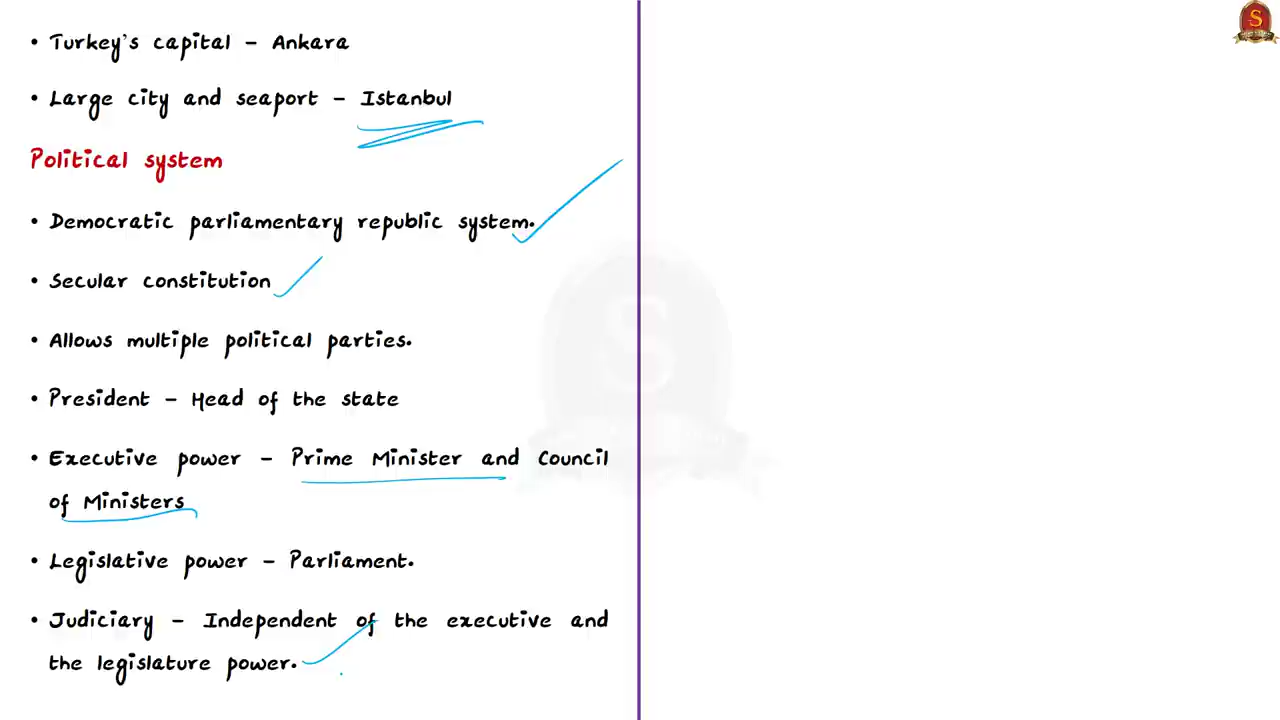 • Turkey's capital – Ankara
• Large city and seaport – Istanbul
Political system
• Democratic parliamentary republic system.
• Secular constitution
• Allows multiple political parties.
• President – Head of the state
• Executive power – Prime Minister and Council
of Ministers
• Legislative power – Parliament.
• Judiciary – Independent of the executive and
the legislature power.
S
S